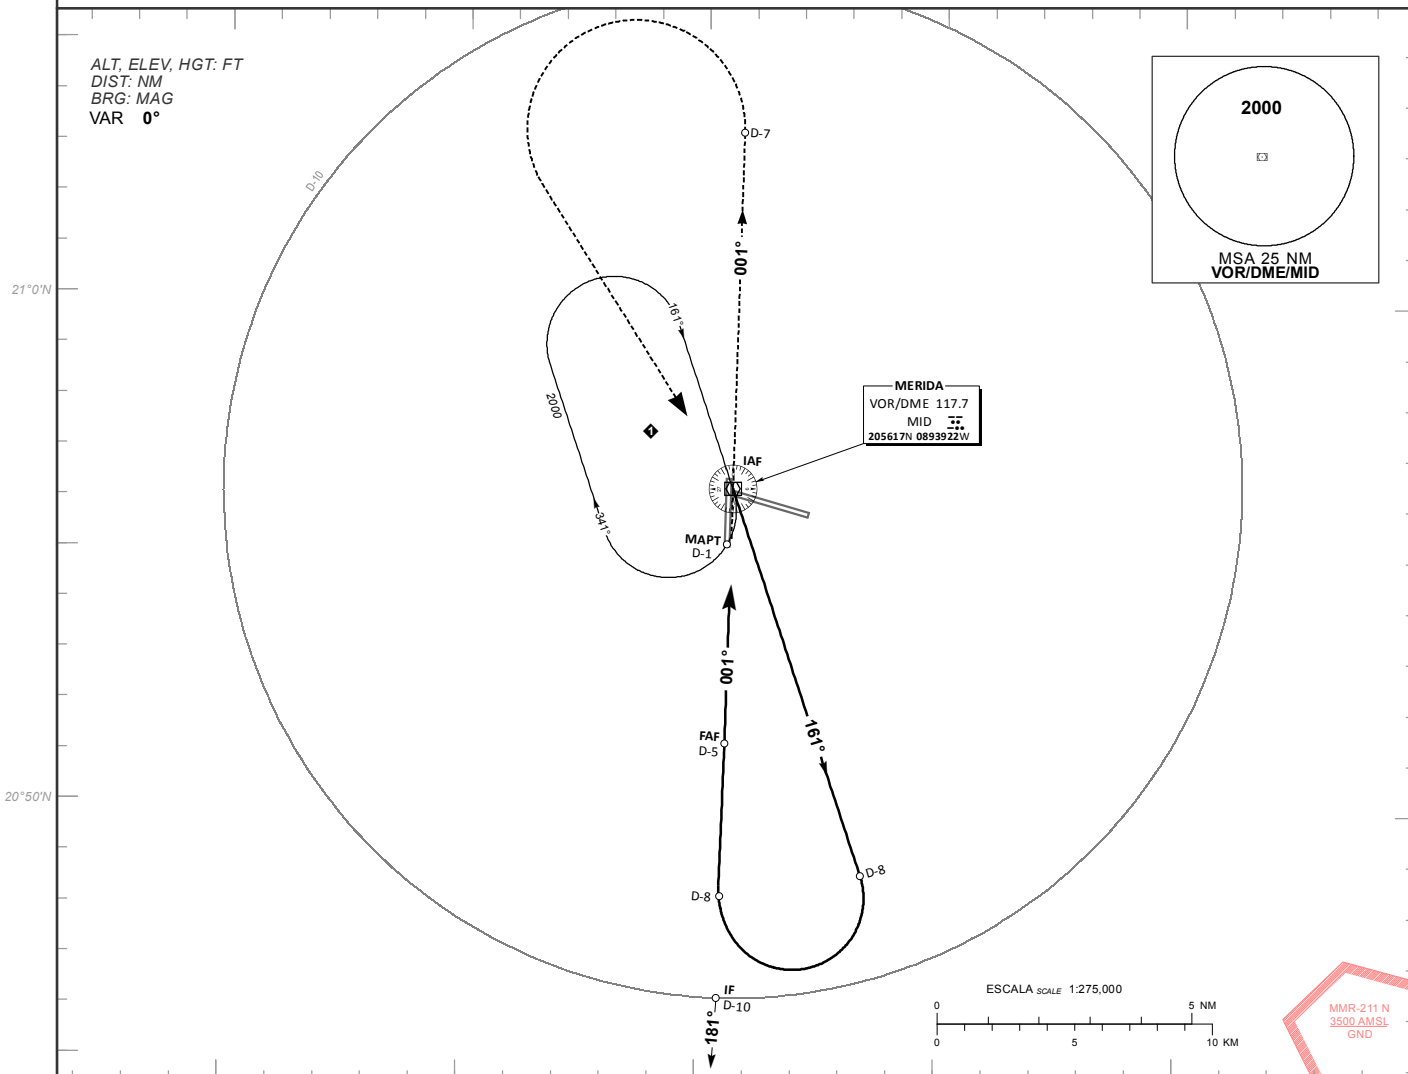 ALT, ELEV, HGT: FT
DIST: NM
BRG: MAG
VAR 0°
2000
MSA 25 NM
VOR/DME/MID
D-10
D-7
001°
21°0'N
161°
2000
1
341°
MERIDA
VOR/DME 117.7
MID
205617N 0893922W
IAF
MAPT
D-1
001°
FAF
D-5
161°
20°50'N
D-8
D-8
IF
D-10
181°
ESCALA SCALE 1:275,000
0 5 NM
0 5 10 KM
MMR-211 N
3500 AMSL
GND